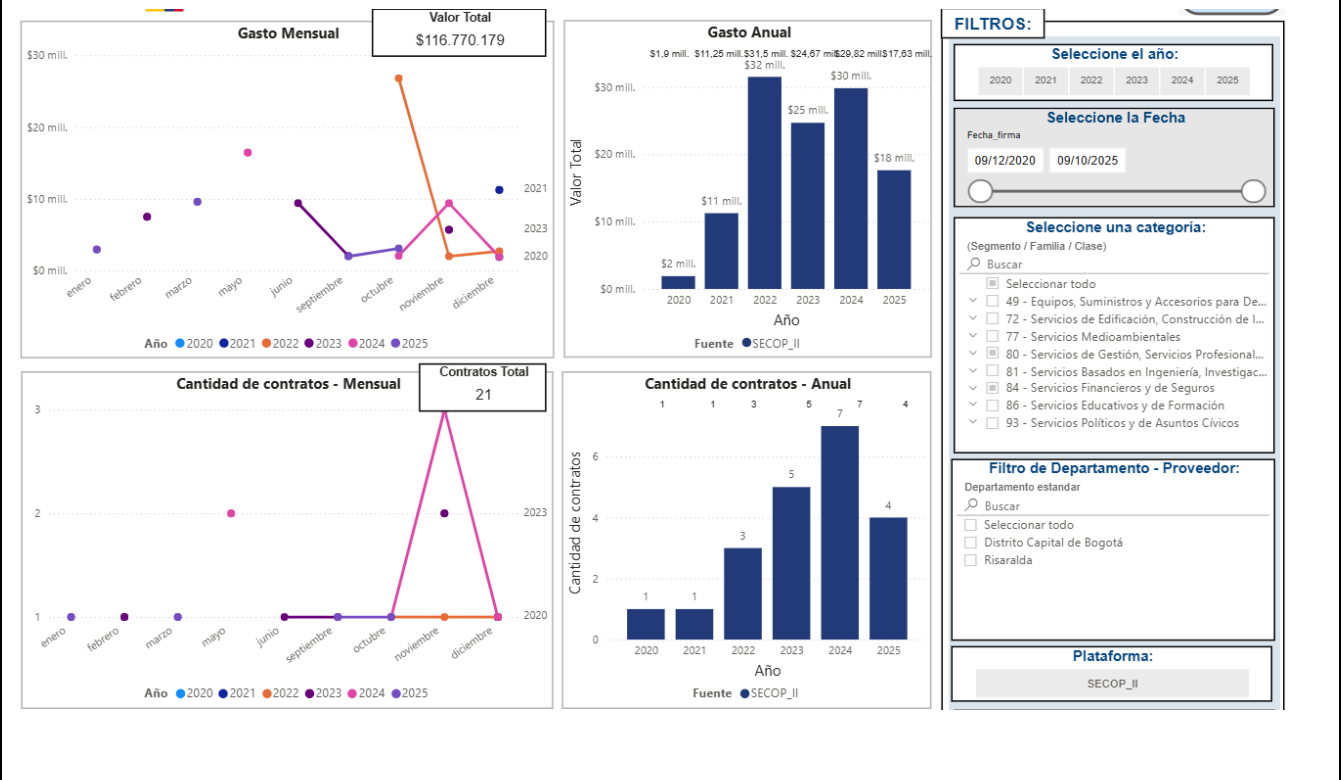 Gasto Mensual
Valor Total
$116.770.179
$30 mill.
$20 mill.
$10 mill.
$0 mill.
2021
2023
2020
enero
febrero
marzo
mayo
junio
septiembre
octubre
noviembre
diciembre
Año 2020 2021 2022 2023 2024 2025
Gasto Anual
$1,9 mill. $11,25 mill. $31,5 mill. $24,67 mill. $29,82 mill. $17,63 mill.
Valor Total
$30 mill.
$20 mill.
$10 mill.
$0 mill.
$2 mill.
$11 mill.
$32 mill.
$25 mill.
$30 mill.
$18 mill.
2020 2021 2022 2023 2024 2025
Año
Fuente SECOP_II
Cantidad de contratos - Mensual
Contratos Total
21
3
2
1
2023
2020
enero
febrero
marzo
mayo
junio
septiembre
octubre
noviembre
diciembre
Año 2020 2021 2022 2023 2024 2025
Cantidad de contratos - Anual
1 1 3 5 7 4
Cantidad de contratos
6
4
2
0
1
1
3
5
7
4
2020 2021 2022 2023 2024 2025
Año
Fuente SECOP_II
FILTROS:
Seleccione el año:
2020 2021 2022 2023 2024 2025
Seleccione la Fecha
Fecha_firma
09/12/2020 09/10/2025
Seleccione una categoría:
(Segmento / Familia / Clase)
Buscar
Seleccionar todo
49 - Equipos, Suministros y Accesorios para De...
72 - Servicios de Edificación, Construcción de I...
77 - Servicios Medioambientales
80 - Servicios de Gestión, Servicios Profesional...
81 - Servicios Basados en Ingeniería, Investigac...
84 - Servicios Financieros y de Seguros
86 - Servicios Educativos y de Formación
93 - Servicios Políticos y de Asuntos Cívicos
Filtro de Departamento - Proveedor:
Departamento estandar
Buscar
Seleccionar todo
Distrito Capital de Bogotá
Risaralda
Plataforma:
SECOP_II